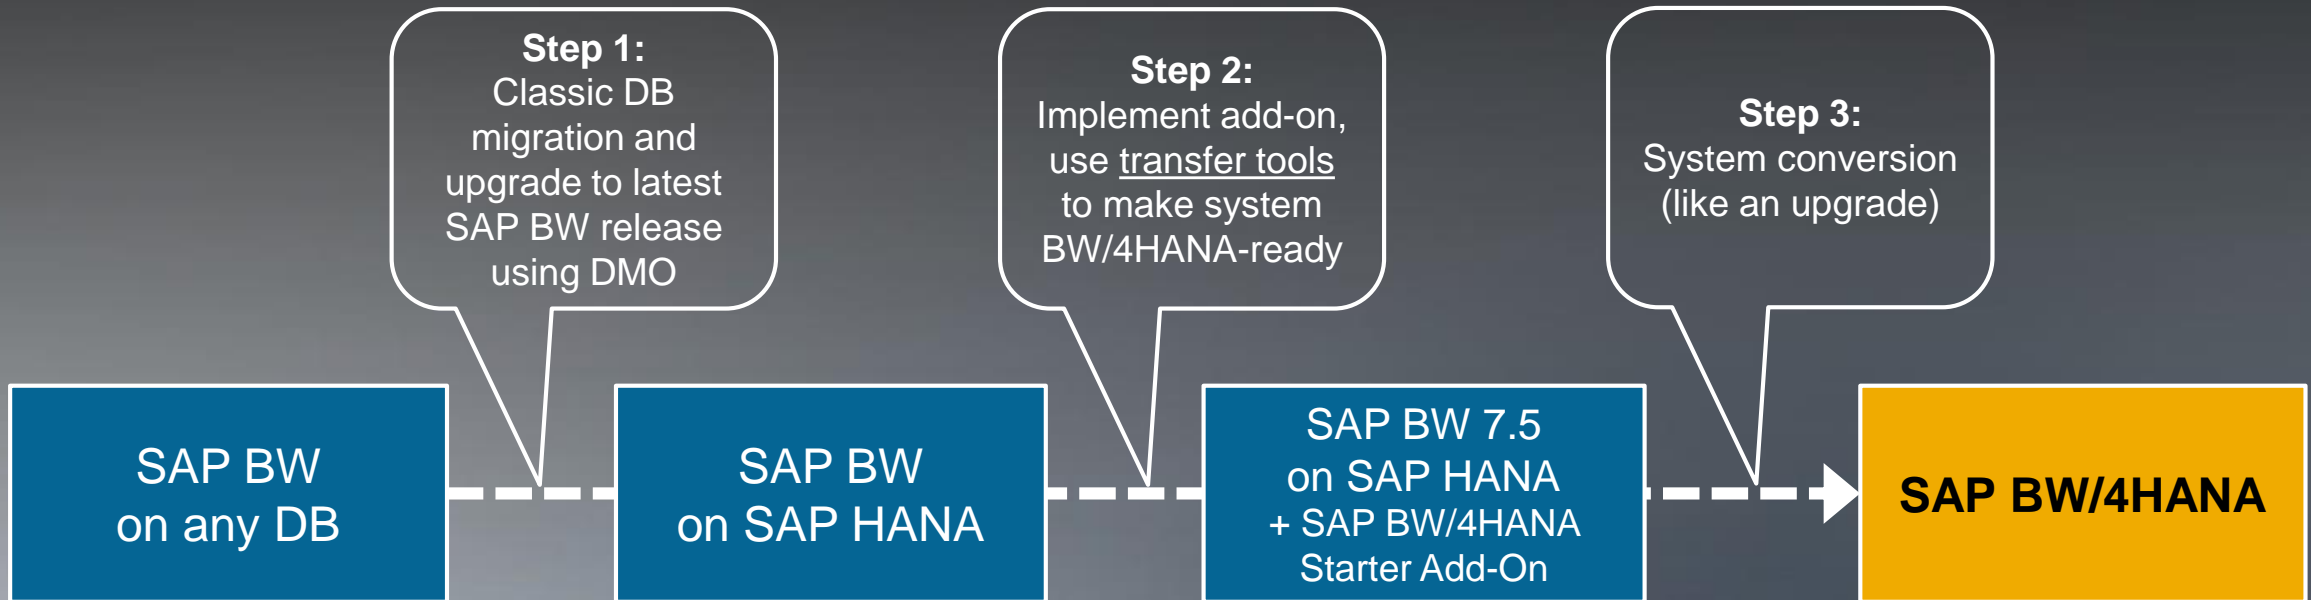 Step 1:
Classic DB
migration and
upgrade to latest
SAP BW release
using DMO
Step 2:
Implement add-on,
use transfer tools
to make system
BW/4HANA-ready
Step 3:
System conversion
(like an upgrade)
SAP BW
on any DB
SAP BW
on SAP HANA
SAP BW 7.5
on SAP HANA
+ SAP BW/4HANA
Starter Add-On
SAP BW/4HANA